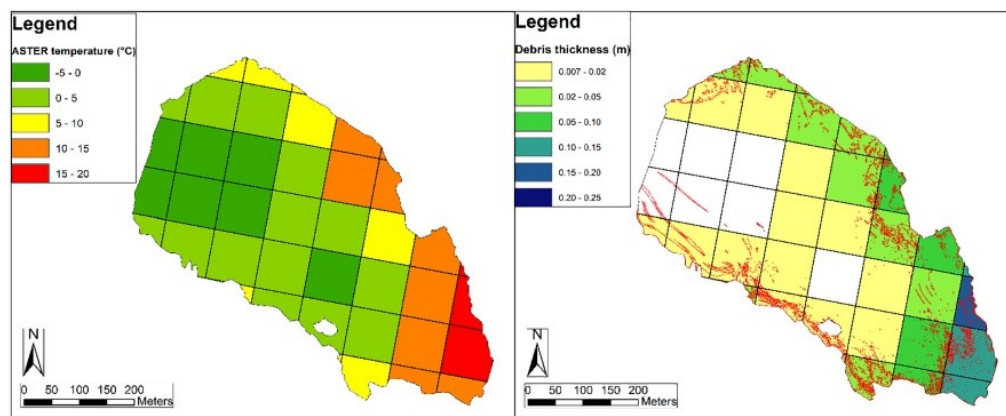 Legend
ASTER temperature (°C)
-5 - 0
0 - 5
5 - 10
10 - 15
15 - 20
N
0 50 100 150 200
Meters
Legend
Debris thickness (m)
0.007 - 0.02
0.02 - 0.05
0.05 - 0.10
0.10 - 0.15
0.15 - 0.20
0.20 - 0.25
N
0 50 100 150 200
Meters